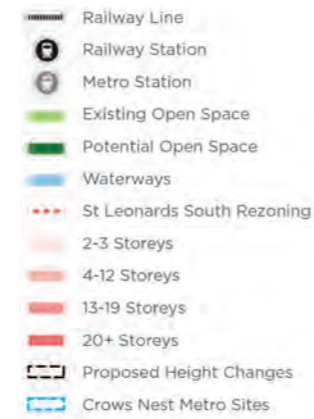 Railway Line
Railway Station
Metro Station
Existing Open Space
Potential Open Space
Waterways
St Leonards South Rezoning
2-3 Storeys
4-12 Storeys
13-19 Storeys
20+ Storeys
Proposed Height Changes
Crows Nest Metro Sites